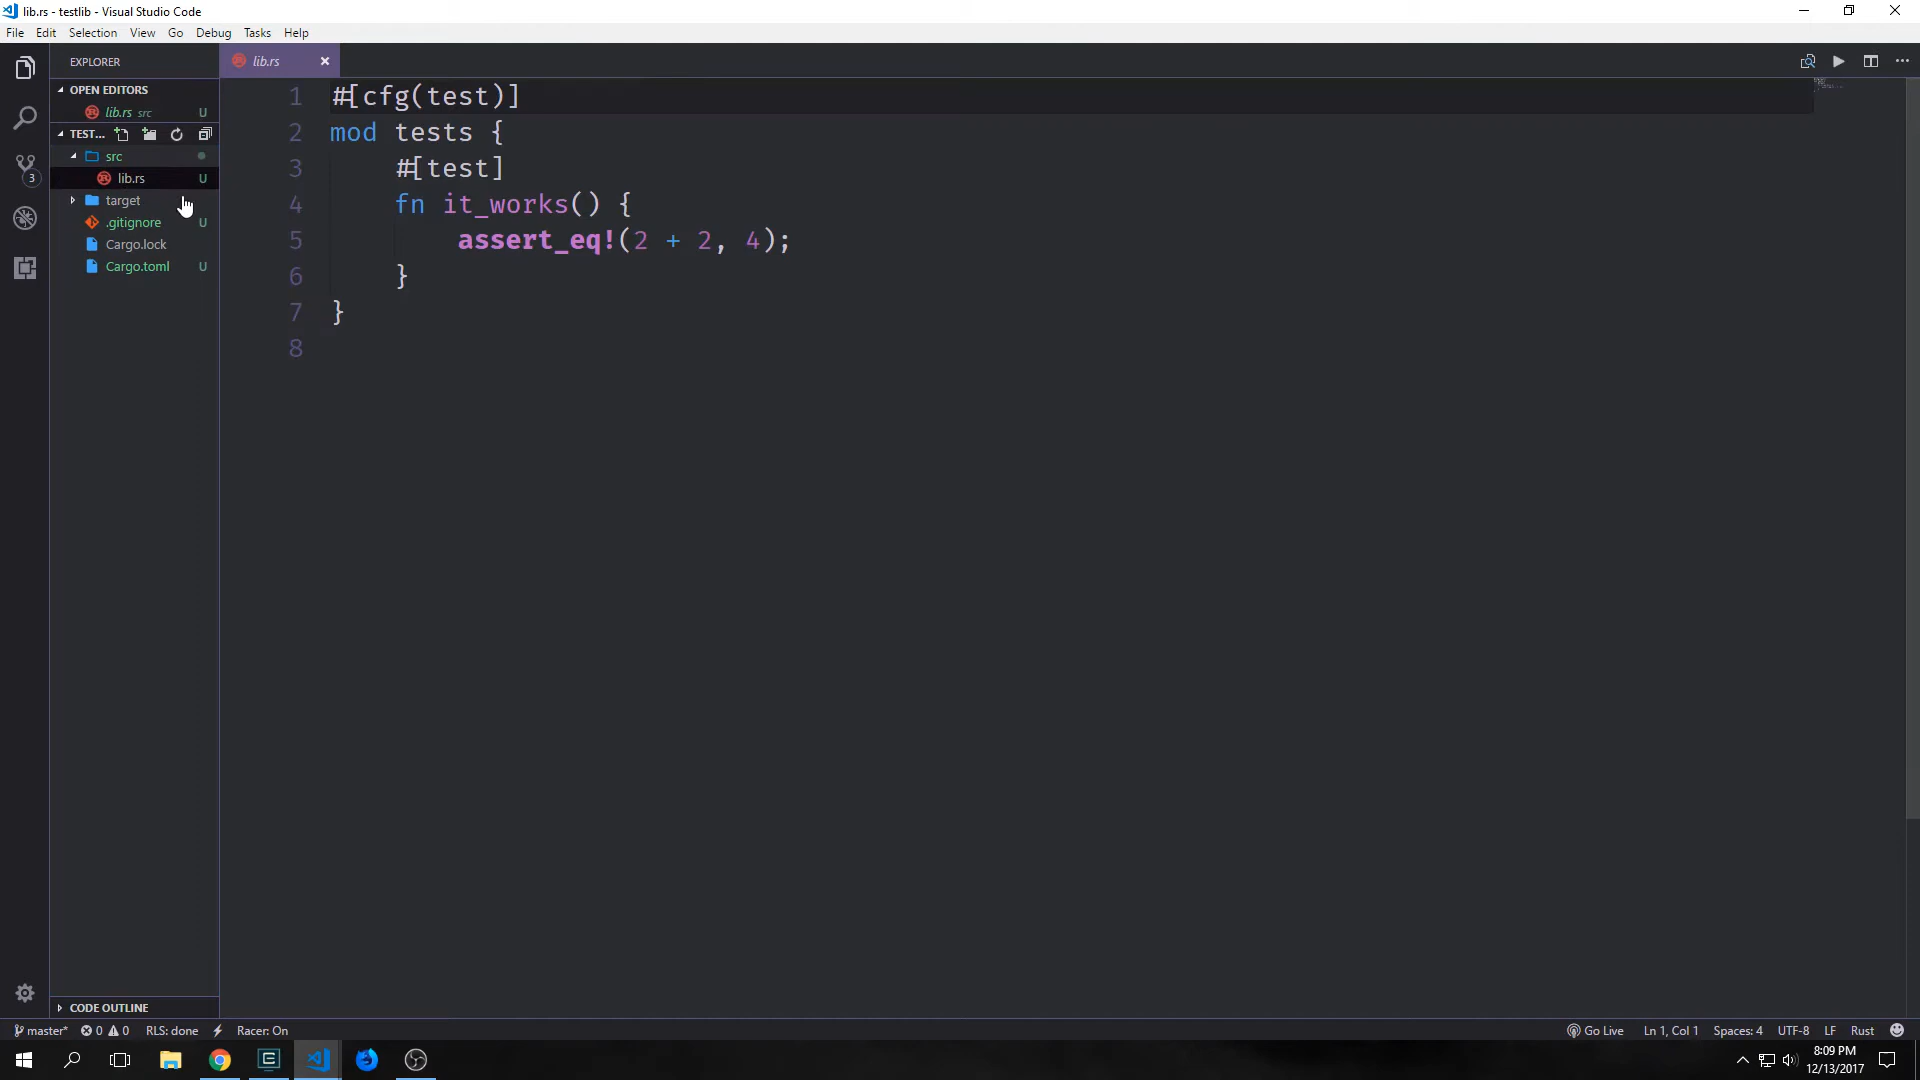 lib.rs - testlib - Visual Studio Code
File Edit Selection View Go Debug Tasks Help
EXPLORER
lib.rs
OPEN EDITORS
lib.rs src U
TEST...
src
lib.rs U
target
.gitignore U
Cargo.lock
Cargo.toml U
1 #[cfg(test)]
2 mod tests {
3 #[test]
4 fn it_works() {
5 assert_eq!(2 + 2, 4);
6 }
7 }
8
3
CODE OUTLINE
master* 0 0 RLS: done Racer: On Go Live Ln 1, Col 1 Spaces: 4 UTF-8 LF Rust
8:09 PM
12/13/2017